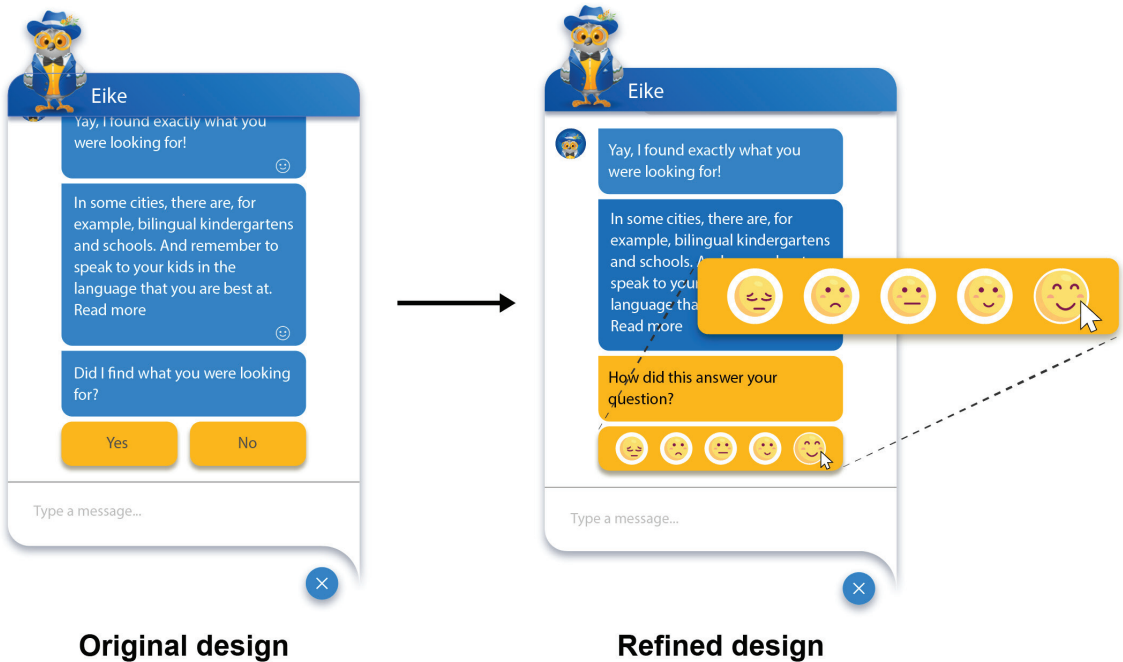 Eike
Yay, I found exactly what you
were looking for!
In some cities, there are, for
example, bilingual kindergartens
and schools. And remember to
speak to your kids in the
language that you are best at.
Read more
Did I find what you were looking
for?
Yes
No
Type a message...
Original design
Eike
Yay, I found exactly what you
were looking for!
In some cities, there are, for
example, bilingual kindergartens
and schools.
speak to your
language
Read more
How did this answer your
question?
Type a message...
Refined design